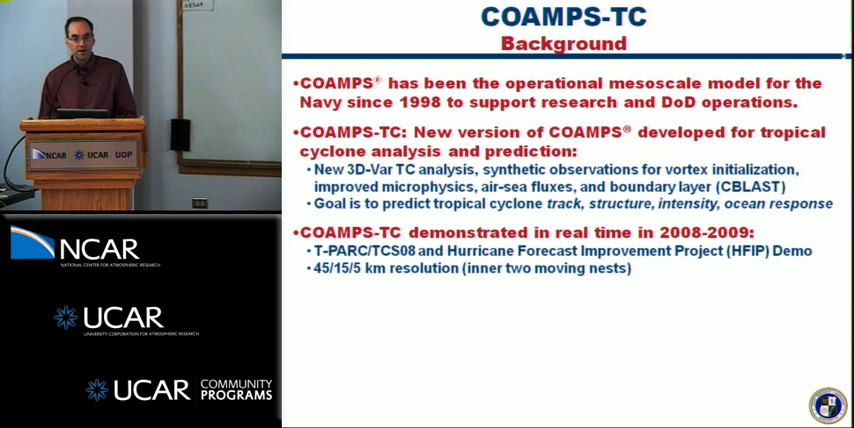 COAMPS-TC
Background
3
•COAMPS® has been the operational mesoscale model for the
Navy since 1998 to support research and DoD operations.
•COAMPS-TC: New version of COAMPS® developed for tropical
cyclone analysis and prediction:
• New 3D-Var TC analysis, synthetic observations for vortex initialization,
improved microphysics, air-sea fluxes, and boundary layer (CBLAST)
• Goal is to predict tropical cyclone track, structure, intensity, ocean response
•COAMPS-TC demonstrated in real time in 2008-2009:
• T-PARC/TCS08 and Hurricane Forecast Improvement Project (HFIP) Demo
• 45/15/5 km resolution (inner two moving nests)
NCAR UCAR UOP
NCAR
NATIONAL CENTER FOR ATMOSPHERIC RESEARCH
UCAR
UNIVERSITY CORPORATION FOR ATMOSPHERIC RESEARCH
UCAR COMMUNITY
PROGRAMS